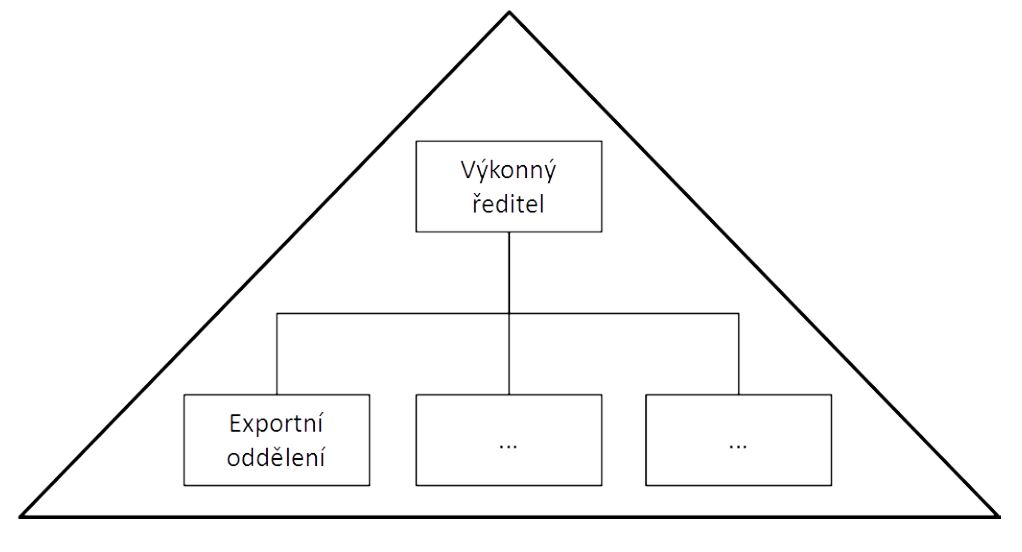 Výkonný
ředitel
Exportní
oddělení
...
...